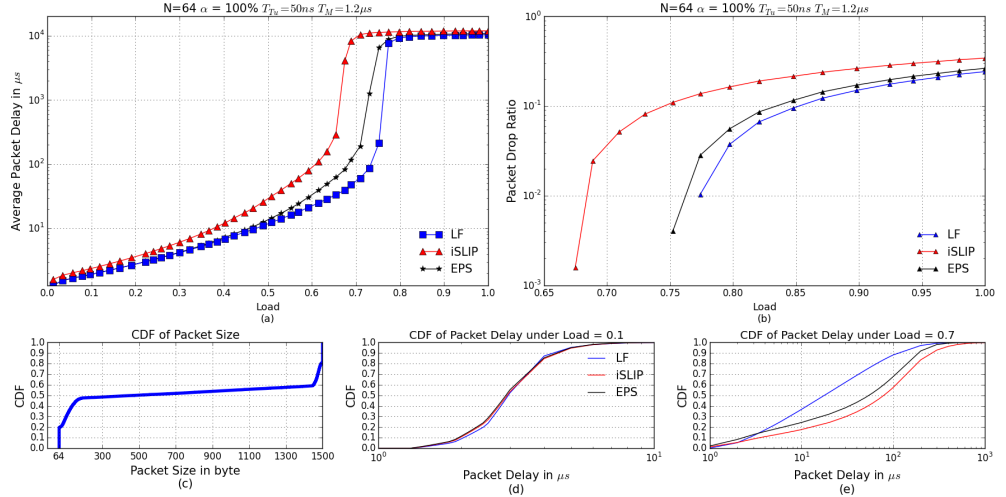 N=64 α = 100% T_Tu=50ns T_M=1.2μs
Average Packet Delay in μs
10^4
10^3
10^2
10^1
LF
iSLIP
EPS
0.0 0.1 0.2 0.3 0.4 0.5 0.6 0.7 0.8 0.9 1.0
Load
(a)
N=64 α = 100% T_Tu=50ns T_M=1.2μs
Packet Drop Ratio
10^0
10^-1
10^-2
10^-3
LF
iSLIP
EPS
0.65 0.70 0.75 0.80 0.85 0.90 0.95 1.00
Load
(b)
CDF of Packet Size
CDF
1.0
0.9
0.8
0.7
0.6
0.5
0.4
0.3
0.2
0.1
0.0
64 300 500 700 900 1100 1300 1500
Packet Size in byte
(c)
CDF of Packet Delay under Load = 0.1
CDF
1.0
0.9
0.8
0.7
0.6
0.5
0.4
0.3
0.2
0.1
0.0
LF
iSLIP
EPS
10^0 10^1
Packet Delay in μs
(d)
CDF of Packet Delay under Load = 0.7
CDF
1.0
0.9
0.8
0.7
0.6
0.5
0.4
0.3
0.2
0.1
0.0
LF
iSLIP
EPS
10^0 10^1 10^2 10^3
Packet Delay in μs
(e)